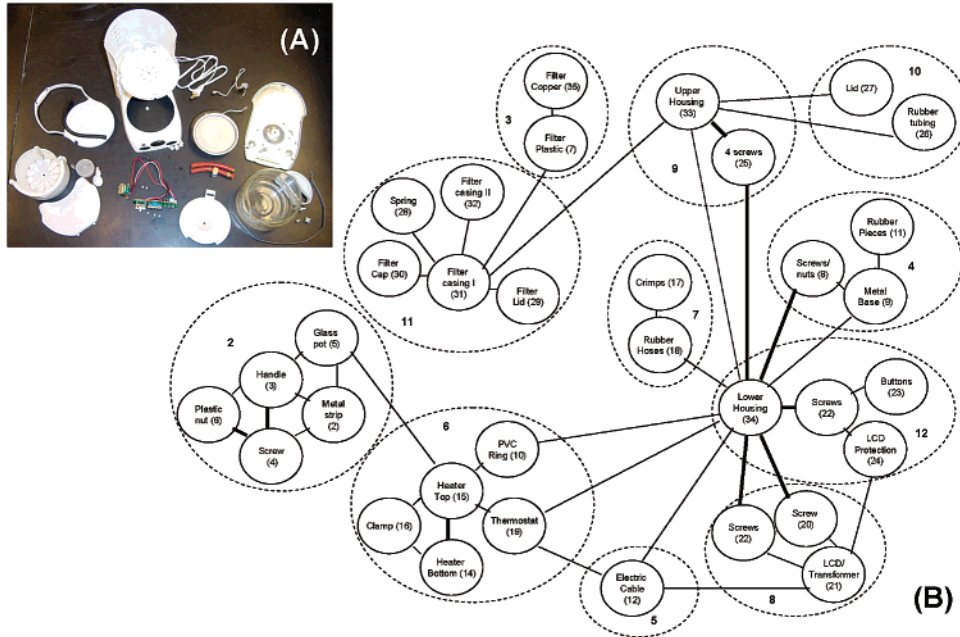 (A)
3
Filter
Copper (35)
Filter
Plastic (7)
Upper
Housing
(33)
4 screws
(25)
9
10
Lid (27)
Rubber
tubing
(26)
Spring
(28)
Filter
casing II
(32)
Filter
Cap (30)
Filter
casing I
(31)
Filter
Lid (29)
11
Crimps (17)
Rubber
Hoses (18)
7
Rubber
Pieces (11)
Screws/
nuts (8)
Metal
Base (9)
4
2
Glass
pot (5)
Handle
(3)
Plastic
nut (6)
Metal
strip
(2)
Screw
(4)
Lower
Housing
(34)
Screws
(22)
Buttons
(23)
LCD
Protection
(24)
12
6
PVC
Ring (10)
Heater
Top (15)
Clamp (16)
Thermostat
(19)
Heater
Bottom (14)
Screws
(22)
Screw
(20)
LCD/
Transformer
(21)
8
Electric
Cable
(12)
5
(B)